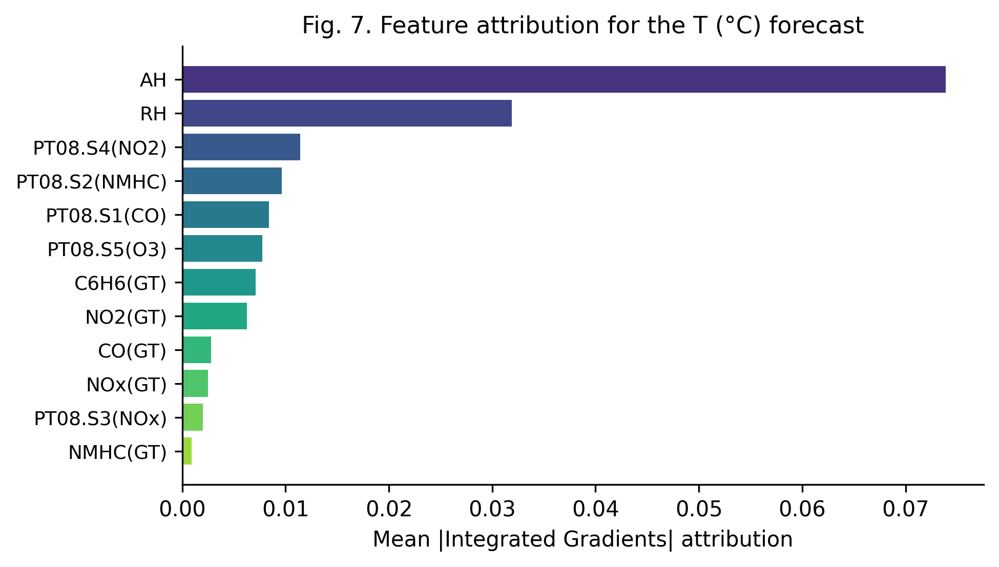 Fig. 7. Feature attribution for the T (°C) forecast
AH
RH
PT08.S4(NO2)
PT08.S2(NMHC)
PT08.S1(CO)
PT08.S5(O3)
C6H6(GT)
NO2(GT)
CO(GT)
NOx(GT)
PT08.S3(NOx)
NMHC(GT)
0.00 0.01 0.02 0.03 0.04 0.05 0.06 0.07
Mean |Integrated Gradients| attribution